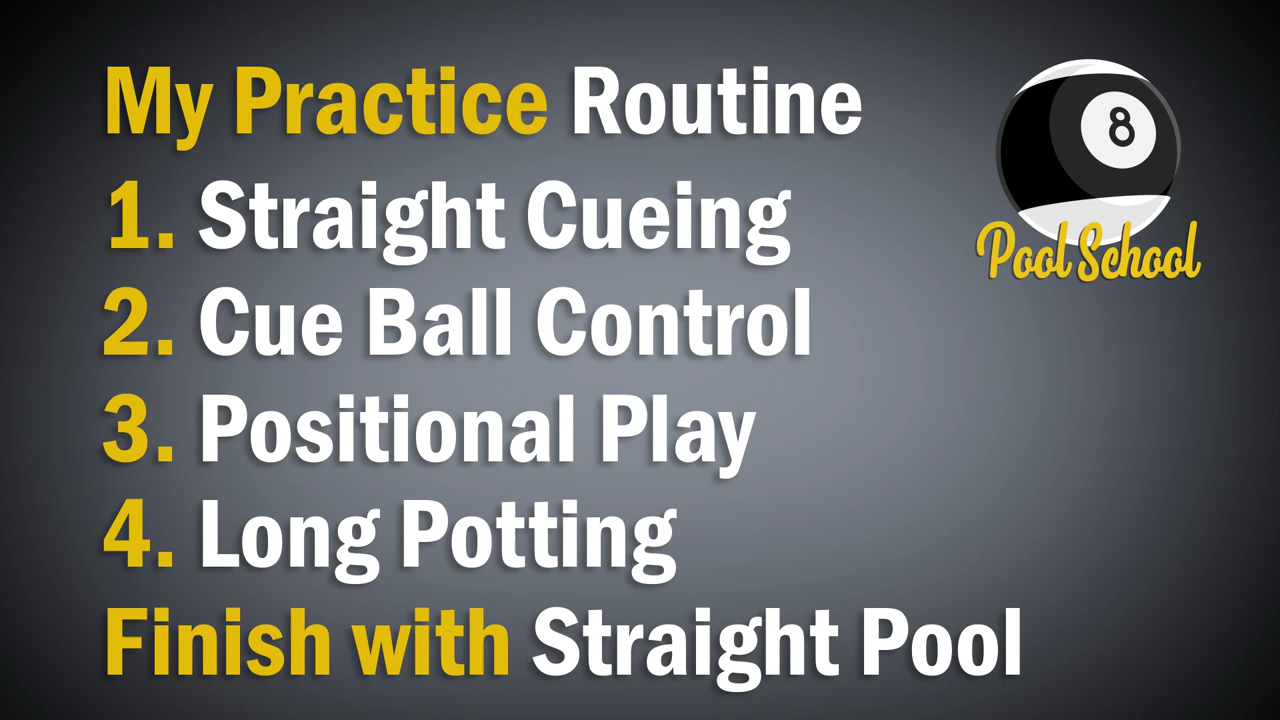 My Practice Routine
1. Straight Cueing
2. Cue Ball Control
3. Positional Play
4. Long Potting
Finish with Straight Pool
8
Pool School